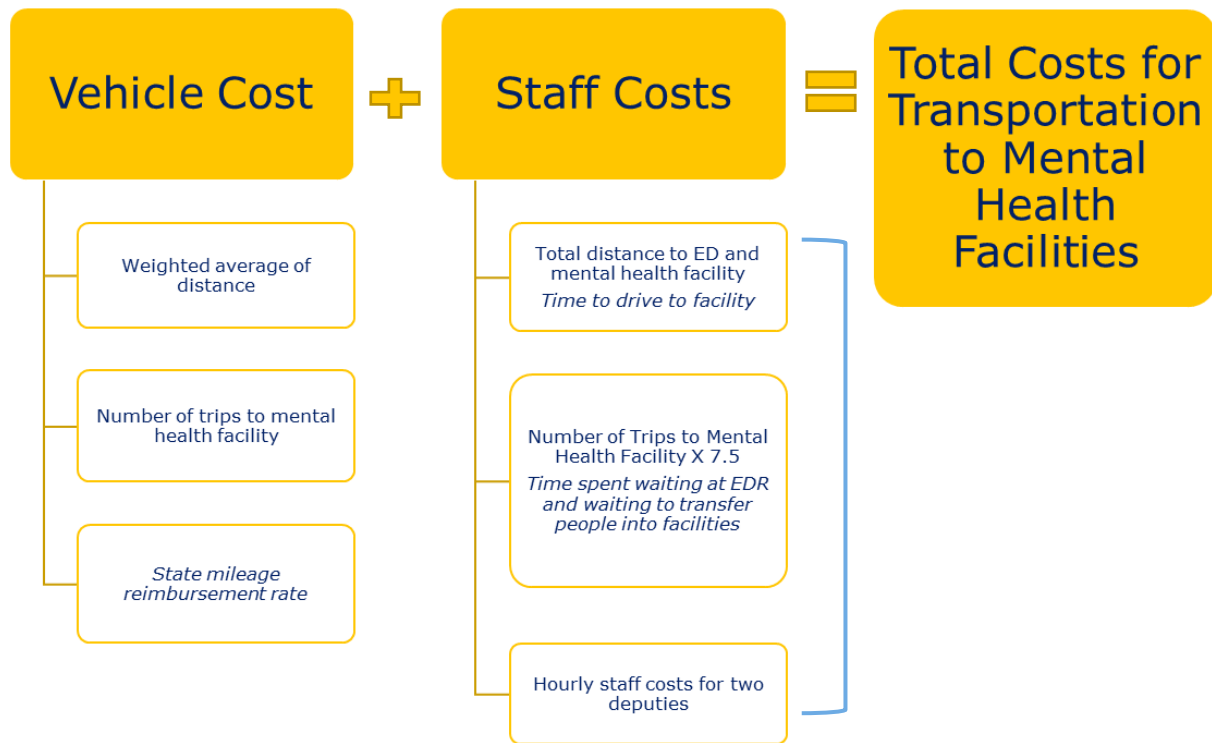 Vehicle Cost
Staff Costs
Total Costs for
Transportation
to Mental
Health
Facilities
Weighted average of
distance
Number of trips to mental
health facility
State mileage
reimbursement rate
Total distance to ED and
mental health facility
Time to drive to facility
Number of Trips to Mental
Health Facility X 7.5
Time spent waiting at EDR
and waiting to transfer
people into facilities
Hourly staff costs for two
deputies